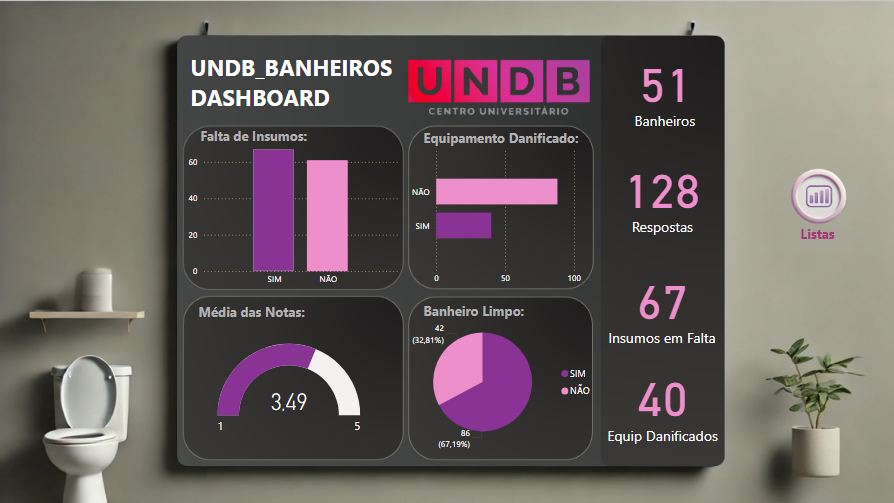 UNDB_BANHEIROS
DASHBOARD
UNDB
CENTRO UNIVERSITÁRIO
Falta de Insumos:
60
40
20
0
SIM
NÃO
Equipamento Danificado:
NÃO
SIM
0
50
100
Média das Notas:
3,49
1
5
Banheiro Limpo:
42
(32,81%)
86
(67,19%)
SIM
NÃO
51
Banheiros
128
Respostas
67
Insumos em Falta
40
Equip Danificados
Listas